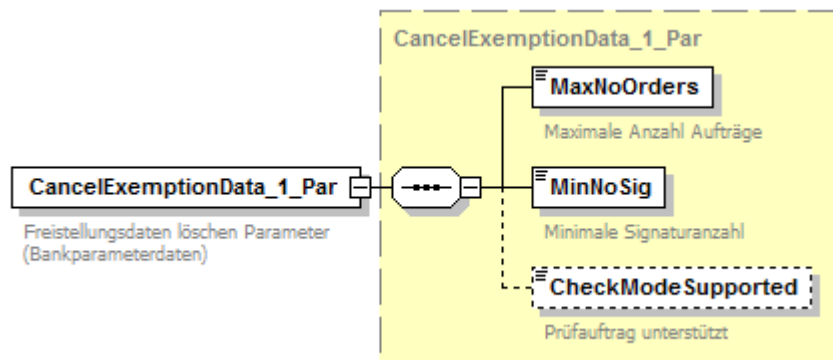 CancelExemptionData_1_Par
MaxNoOrders
Maximale Anzahl Aufträge
CancelExemptionData_1_Par
Freistellungsdaten löschen Parameter
(Bankparameterdaten)
MinNoSig
Minimale Signaturanzahl
CheckModeSupported
Prüfauftrag unterstützt